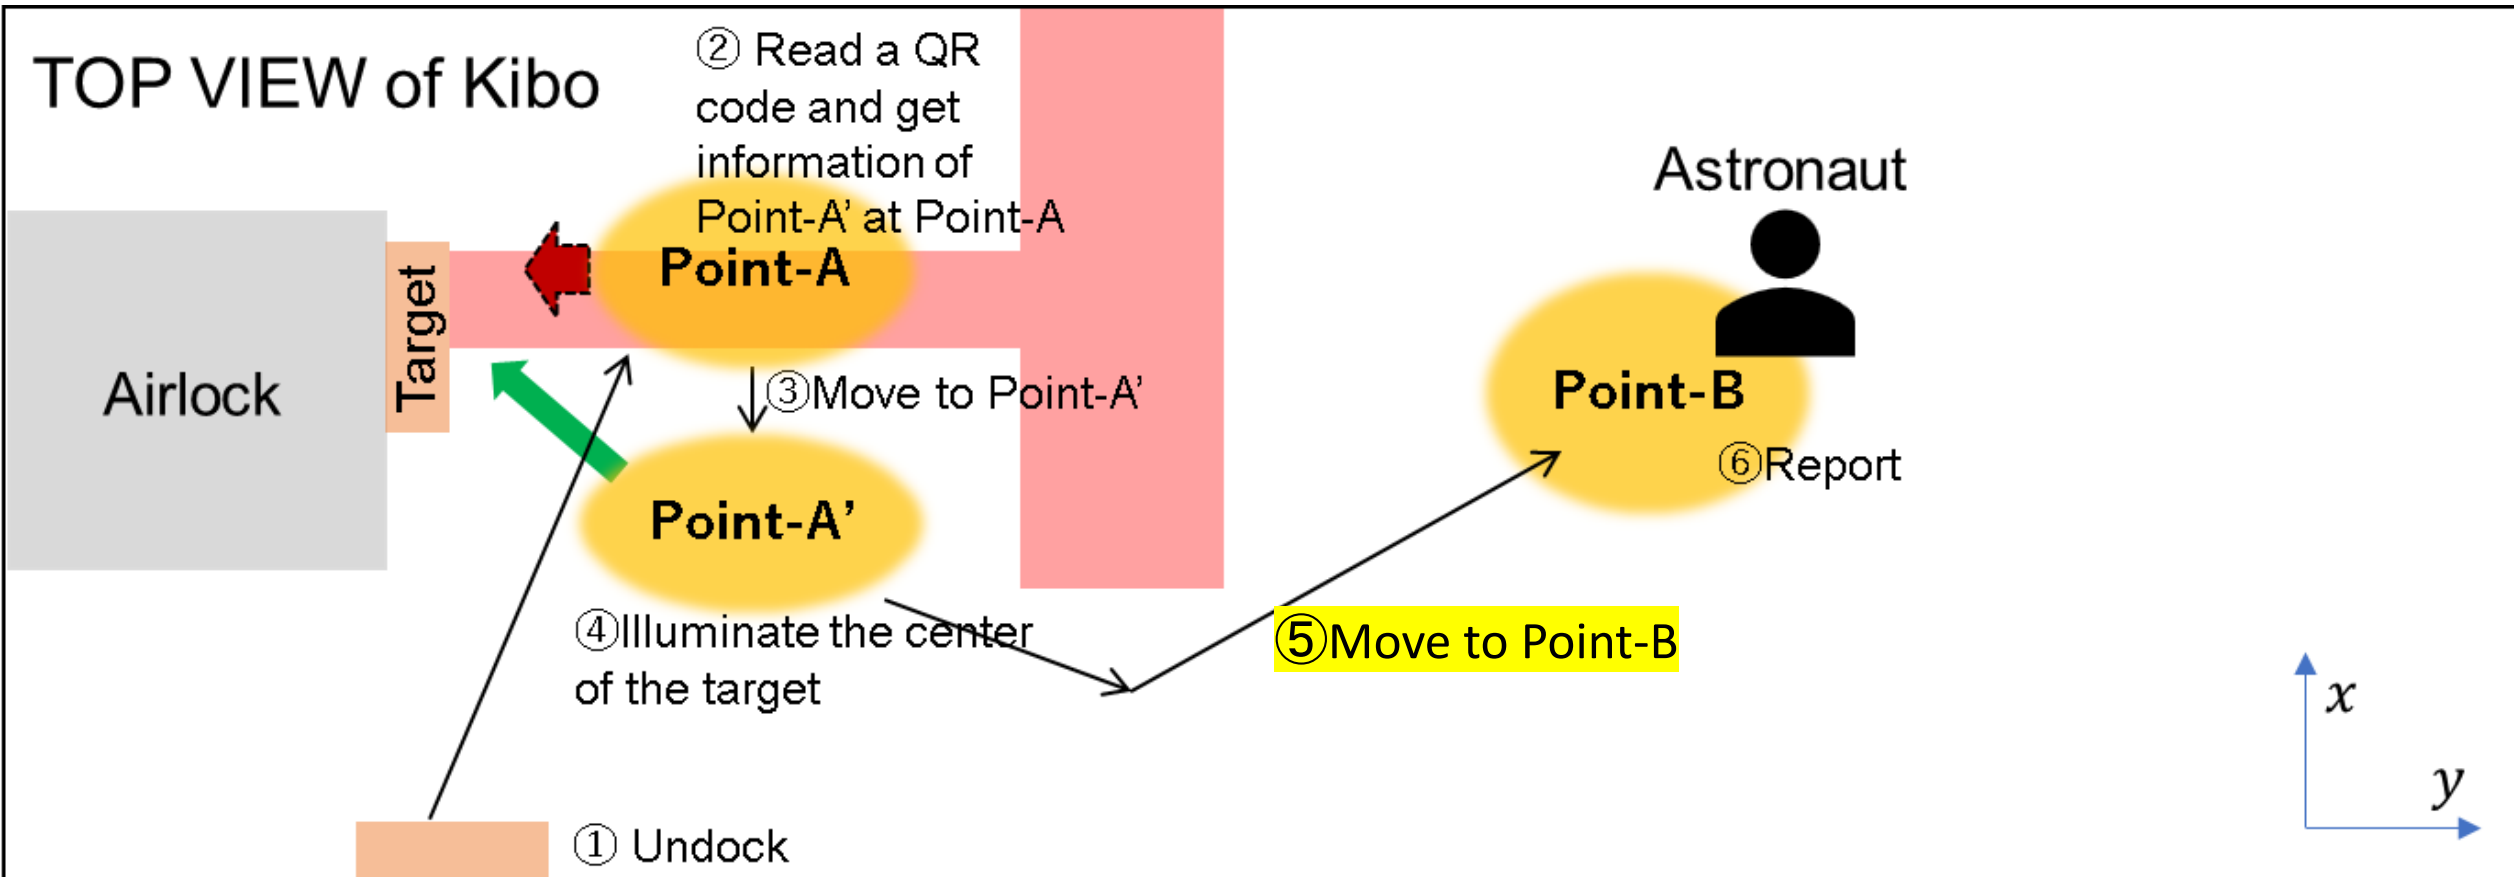 TOP VIEW of Kibo
② Read a QR
code and get
information of
Point-A’ at Point-A
Astronaut
Point-A
Target
Airlock
③Move to Point-A’
Point-B
⑥Report
Point-A’
④Illuminate the center
of the target
⑤Move to Point-B
x
y
① Undock